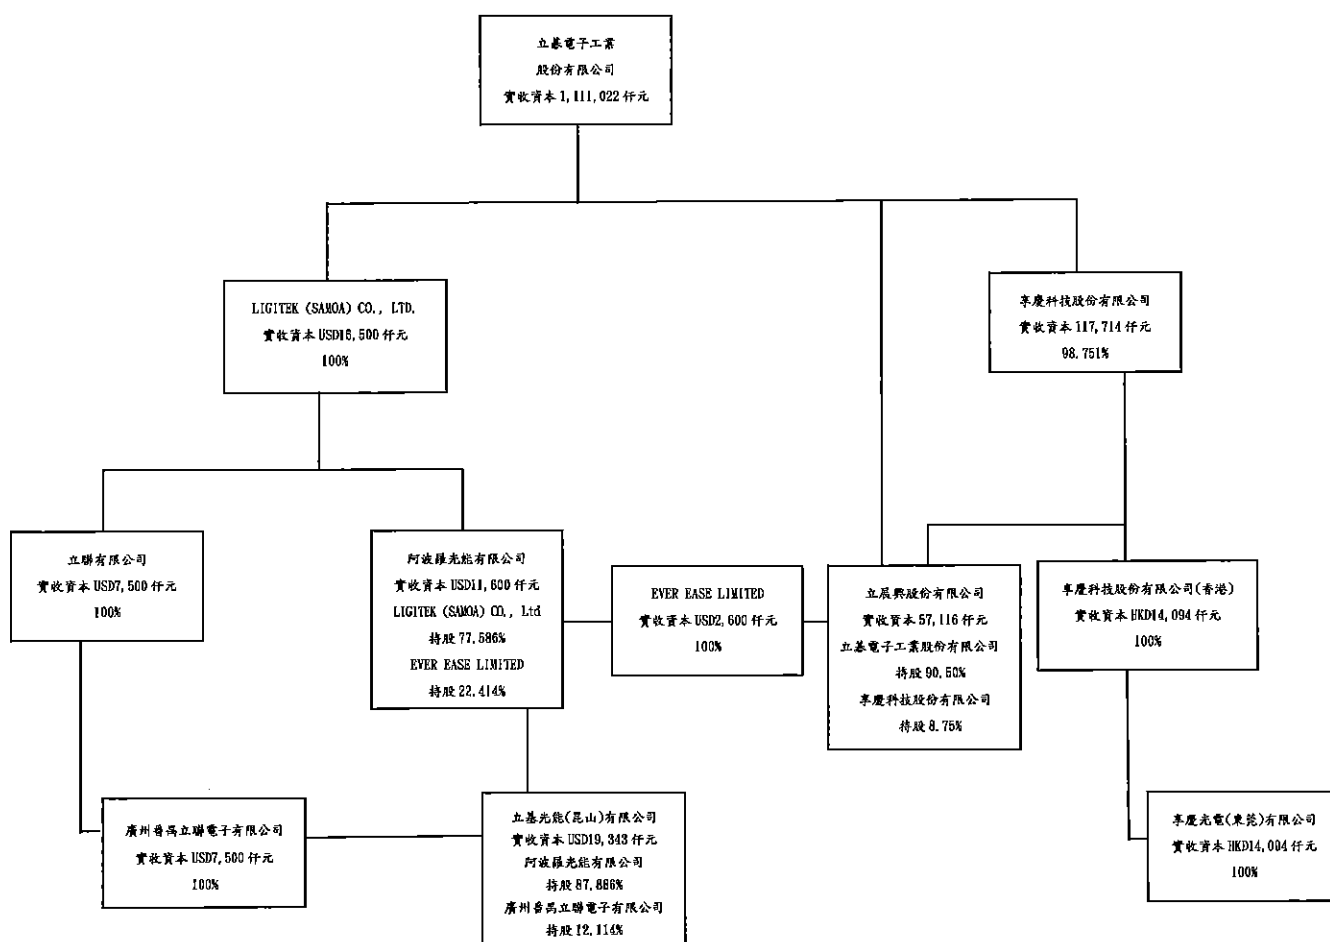 立碁電子工業
股份有限公司
實收資本 1,111,022 仟元
LIGITEK (SAMOA) CO., LTD.
實收資本 USD16,500 仟元
100%
享慶科技股份有限公司
實收資本 117,714 仟元
98.751%
立聯有限公司
實收資本 USD7,500 仟元
100%
阿波羅光能有限公司
實收資本 USD11,600 仟元
LIGITEK (SAMOA) CO., Ltd
持股 77.586%
EVER EASE LIMITED
持股 22.414%
EVER EASE LIMITED
實收資本 USD2,600 仟元
100%
立晨興股份有限公司
實收資本 57,116 仟元
立碁電子工業股份有限公司
持股 90.50%
享慶科技股份有限公司
持股 8.75%
享慶科技股份有限公司(香港)
實收資本 HKD14,094 仟元
100%
廣州番禺立聯電子有限公司
實收資本 USD7,500 仟元
100%
立基光能(昆山)有限公司
實收資本 USD19,343 仟元
阿波羅光能有限公司
持股 87.886%
廣州番禺立聯電子有限公司
持股 12.114%
享慶光電(東莞)有限公司
實收資本 HKD14,094 仟元
100%